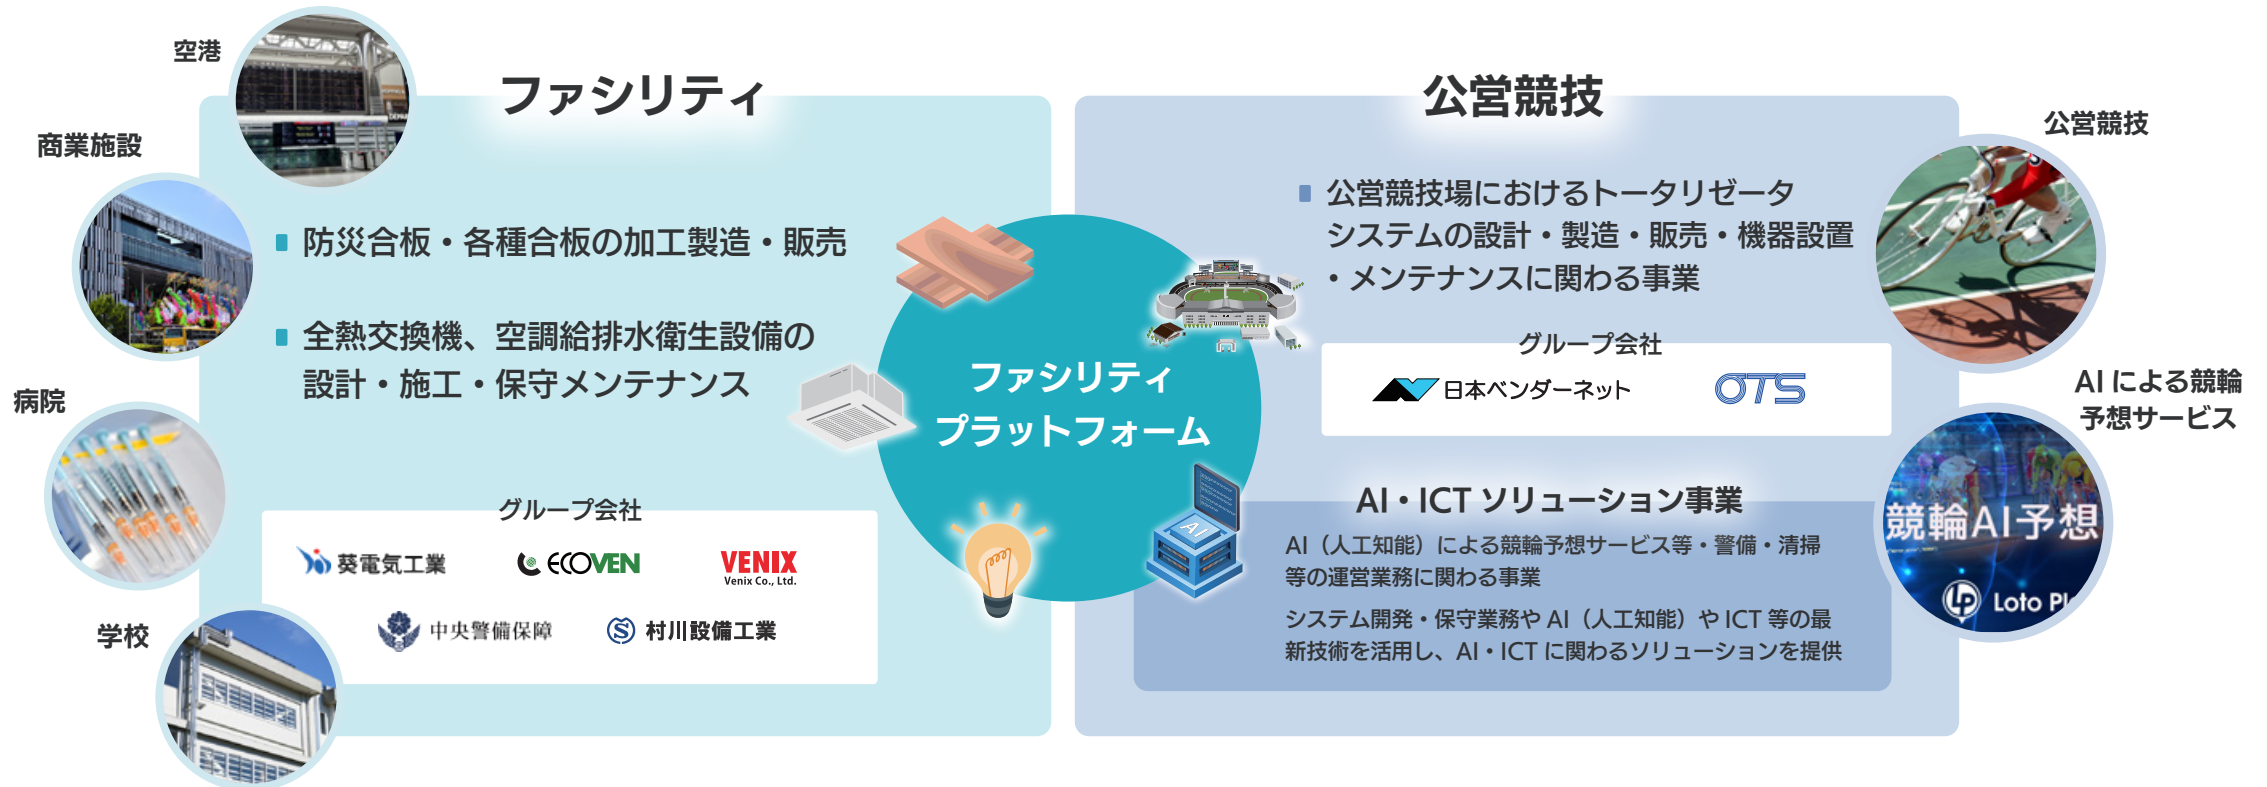 空港
商業施設
病院
学校
ファシリティ
防災合板・各種合板の加工製造・販売
全熱交換機、空調給排水衛生設備の
設計・施工・保守メンテナンス
グループ会社
葵電気工業
ECOVEN
VENIX
Venix Co., Ltd.
中央警備保障
S 村川設備工業
ファシリティ
プラットフォーム
AI
公営競技
公営競技場におけるトータリゼータ
システムの設計・製造・販売・機器設置
・メンテナンスに関わる事業
グループ会社
日本ベンダーネット
OTS
AI・ICT ソリューション事業
AI（人工知能）による競輪予想サービス等・警備・清掃
等の運営業務に関わる事業
システム開発・保守業務や AI（人工知能）や ICT 等の最
新技術を活用し、AI・ICT に関わるソリューションを提供
公営競技
AI による競輪
予想サービス
競輪AI予想
LP Loto Pl